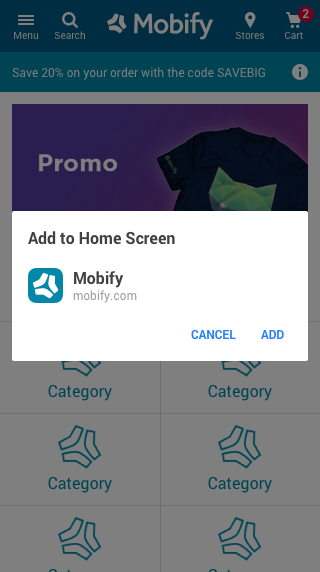 Mobify
Menu
Search
Stores
Cart
2
Save 20% on your order with the code SAVEBIG
Promo
Add to Home Screen
Mobify
mobify.com
CANCEL
ADD
Category
Category
Category
Category